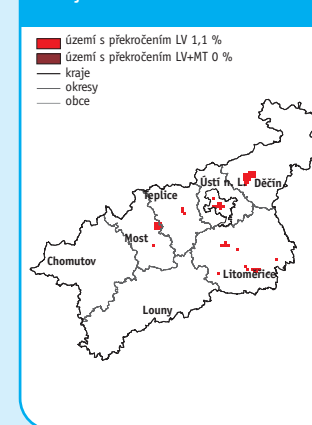 území s překročením LV 1,1 %
území s překročením LV+MT 0 %
kraje
okresy
obce
Teplice
Ústí n. L.
Děčín
Most
Chomutov
Litoměřice
Louny